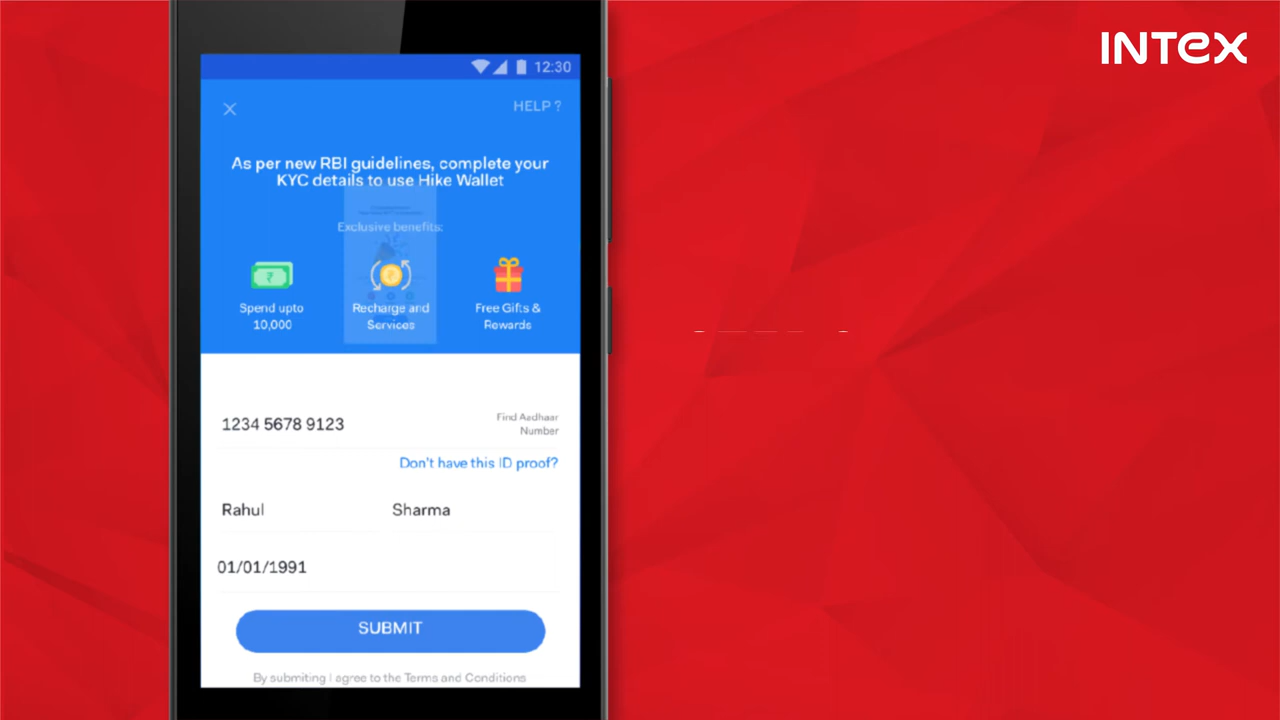 INTEX
12:30
HELP ?
As per new RBI guidelines, complete your
KYC details to use Hike Wallet
Exclusive benefits:
Spend upto
10,000
Recharge and
Services
Free Gifts &
Rewards
1234 5678 9123
Find Aadhaar
Number
Don't have this ID proof?
Rahul
Sharma
01/01/1991
SUBMIT
By submiting I agree to the Terms and Conditions